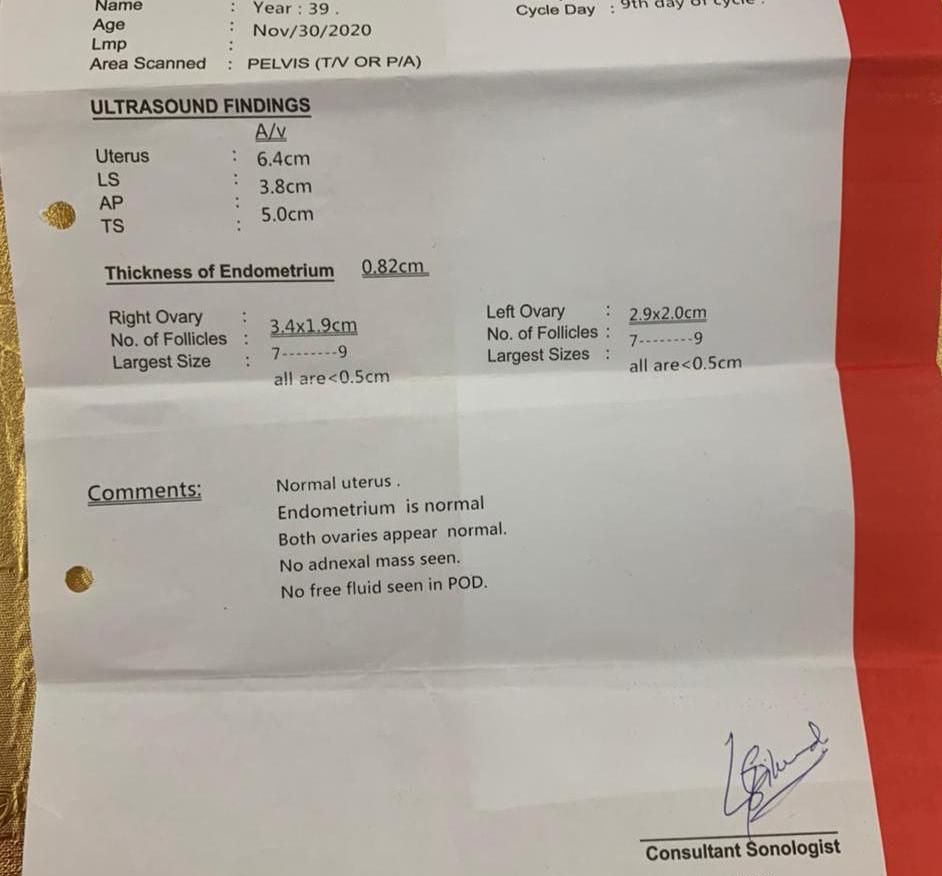 Name : Year : 39 .
Cycle Day : 9th day of cycle .
Age : Nov/30/2020
Lmp :
Area Scanned : PELVIS (T/V OR P/A)
ULTRASOUND FINDINGS
A/v
Uterus : 6.4cm
LS : 3.8cm
AP : 5.0cm
TS :
Thickness of Endometrium 0.82cm
Right Ovary : 3.4x1.9cm
No. of Follicles : 7--------9
Largest Size : all are<0.5cm
Left Ovary : 2.9x2.0cm
No. of Follicles : 7--------9
Largest Sizes : all are<0.5cm
Comments: Normal uterus .
Endometrium is normal
Both ovaries appear normal.
No adnexal mass seen.
No free fluid seen in POD.
Consultant Sonologist